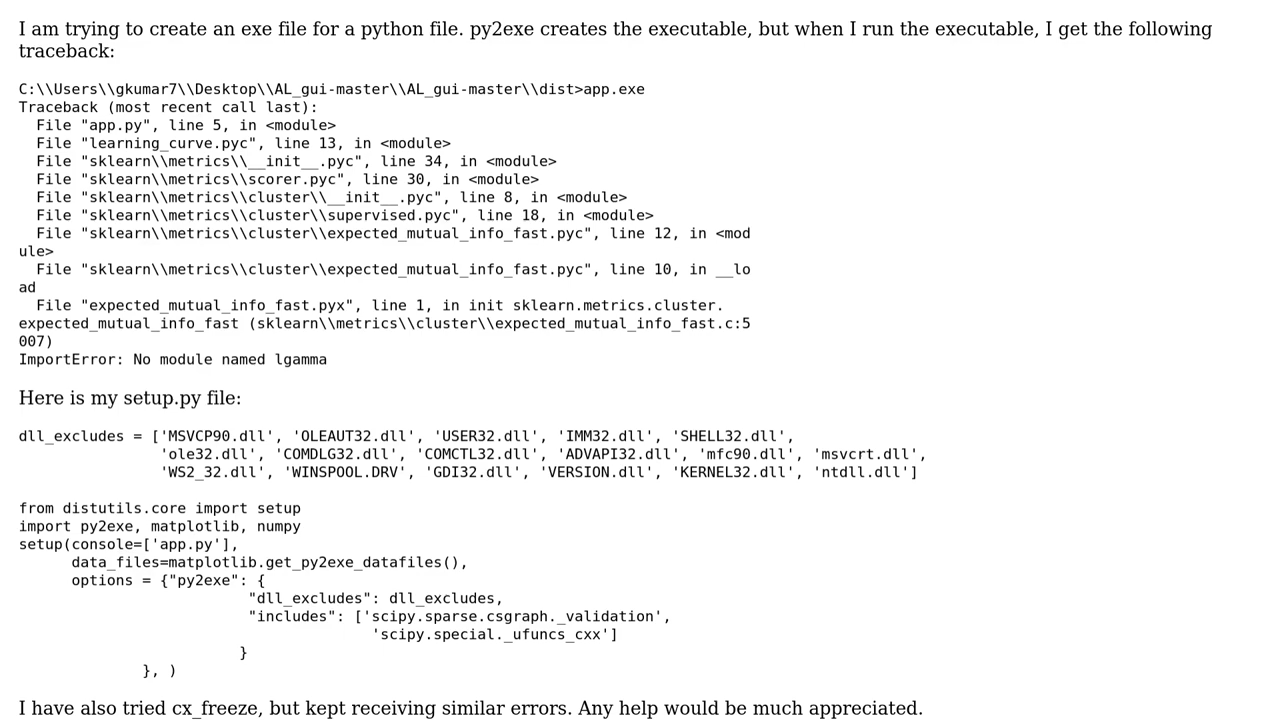 I am trying to create an exe file for a python file. py2exe creates the executable, but when I run the executable, I get the following
traceback:
C:\\Users\\gkumar7\\Desktop\\AL_gui-master\\AL_gui-master\\dist>app.exe
Traceback (most recent call last):
  File "app.py", line 5, in <module>
  File "learning_curve.pyc", line 13, in <module>
  File "sklearn\\metrics\\__init__.pyc", line 34, in <module>
  File "sklearn\\metrics\\scorer.pyc", line 30, in <module>
  File "sklearn\\metrics\\cluster\\__init__.pyc", line 8, in <module>
  File "sklearn\\metrics\\cluster\\supervised.pyc", line 18, in <module>
  File "sklearn\\metrics\\cluster\\expected_mutual_info_fast.pyc", line 12, in <mod
ule>
  File "sklearn\\metrics\\cluster\\expected_mutual_info_fast.pyc", line 10, in __lo
ad
  File "expected_mutual_info_fast.pyx", line 1, in init sklearn.metrics.cluster.
expected_mutual_info_fast (sklearn\\metrics\\cluster\\expected_mutual_info_fast.c:5
007)
ImportError: No module named lgamma
Here is my setup.py file:
dll_excludes = ['MSVCP90.dll', 'OLEAUT32.dll', 'USER32.dll', 'IMM32.dll', 'SHELL32.dll',
                'ole32.dll', 'COMDLG32.dll', 'COMCTL32.dll', 'ADVAPI32.dll', 'mfc90.dll', 'msvcrt.dll',
                'WS2_32.dll', 'WINSPOOL.DRV', 'GDI32.dll', 'VERSION.dll', 'KERNEL32.dll', 'ntdll.dll']
from distutils.core import setup
import py2exe, matplotlib, numpy
setup(console=['app.py'],
      data_files=matplotlib.get_py2exe_datafiles(),
      options = {"py2exe": {
                          "dll_excludes": dll_excludes,
                          "includes": ['scipy.sparse.csgraph._validation',
                                        'scipy.special._ufuncs_cxx']
                         }
              }, )
I have also tried cx_freeze, but kept receiving similar errors. Any help would be much appreciated.